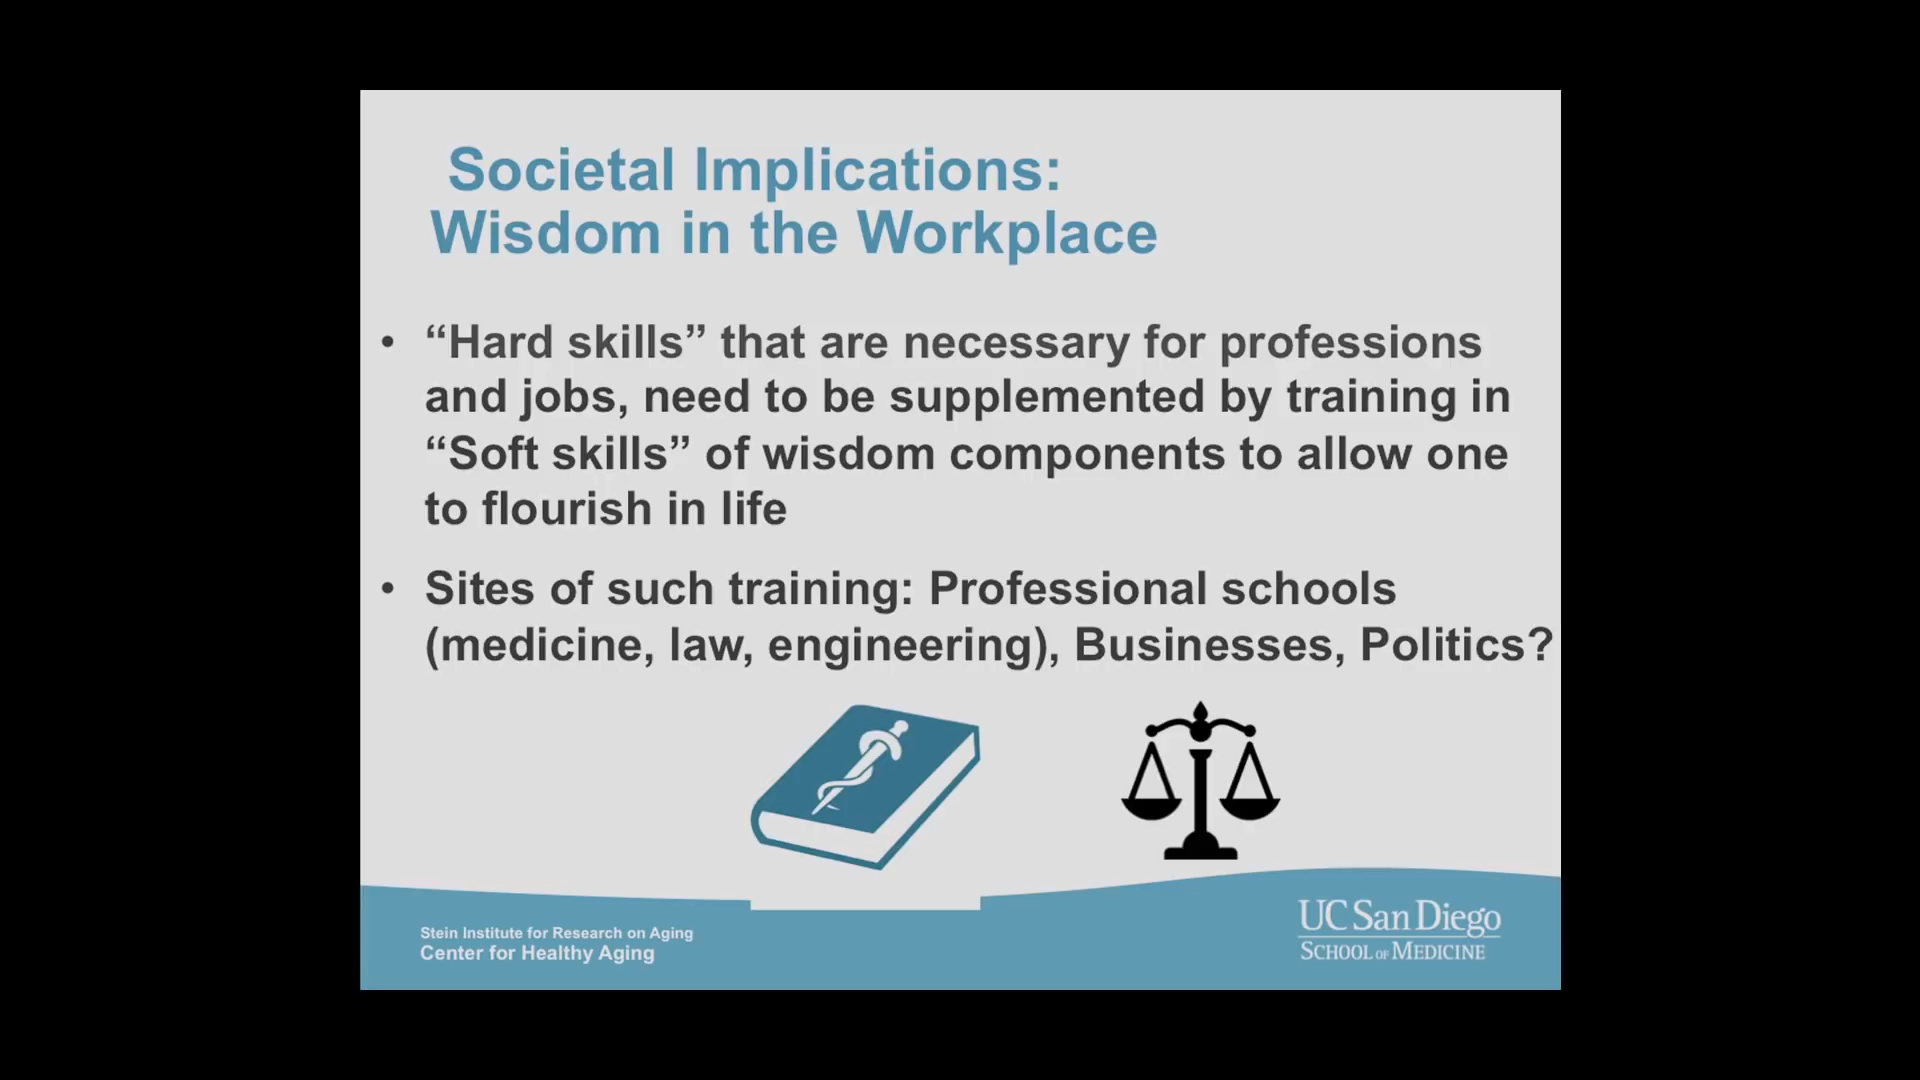 Societal Implications:
Wisdom in the Workplace
• “Hard skills” that are necessary for professions
and jobs, need to be supplemented by training in
“Soft skills” of wisdom components to allow one
to flourish in life
• Sites of such training: Professional schools
(medicine, law, engineering), Businesses, Politics?
Stein Institute for Research on Aging
Center for Healthy Aging
UC San Diego
SCHOOL OF MEDICINE